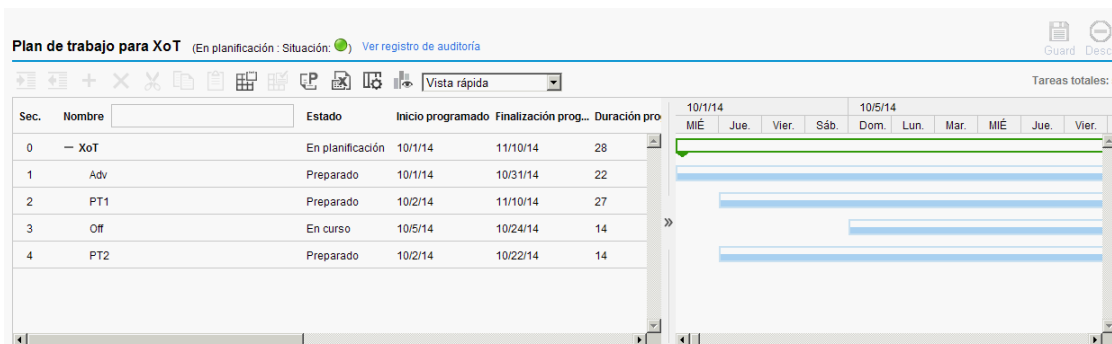 Plan de trabajo para XoT (En planificación : Situación: ) Ver registro de auditoría
Guard Desc
Vista rápida
Tareas totales:
Sec. Nombre Estado Inicio programado Finalización prog... Duración pro
0 XoT En planificación 10/1/14 11/10/14 28
1 Adv Preparado 10/1/14 10/31/14 22
2 PT1 Preparado 10/2/14 11/10/14 27
3 Off En curso 10/5/14 10/24/14 14
4 PT2 Preparado 10/2/14 10/22/14 14
10/1/14 10/5/14
MIÉ Jue. Vier. Sáb. Dom. Lun. Mar. MIÉ Jue. Vier.